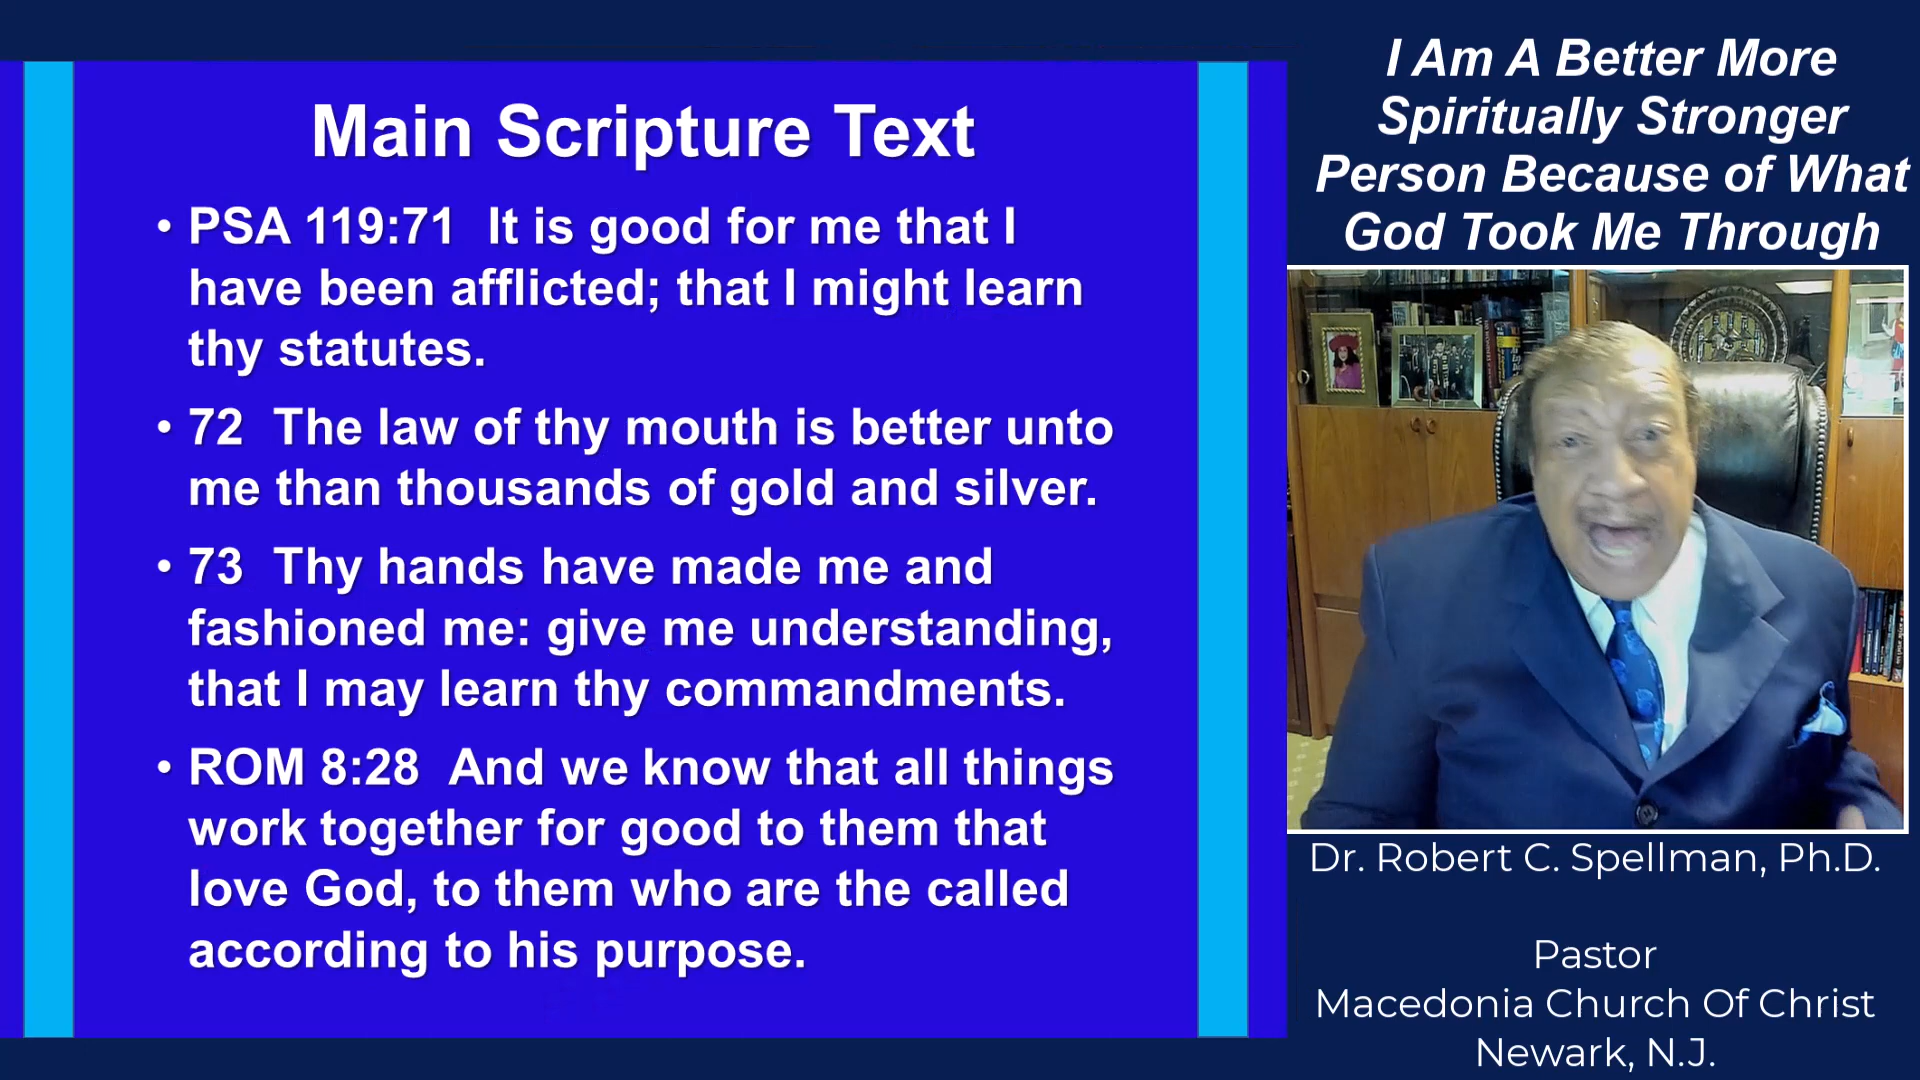 Main Scripture Text
• PSA 119:71 It is good for me that I
have been afflicted; that I might learn
thy statutes.
• 72 The law of thy mouth is better unto
me than thousands of gold and silver.
• 73 Thy hands have made me and
fashioned me: give me understanding,
that I may learn thy commandments.
• ROM 8:28 And we know that all things
work together for good to them that
love God, to them who are the called
according to his purpose.
I Am A Better More
Spiritually Stronger
Person Because of What
God Took Me Through
Dr. Robert C. Spellman, Ph.D.
Pastor
Macedonia Church Of Christ
Newark, N.J.